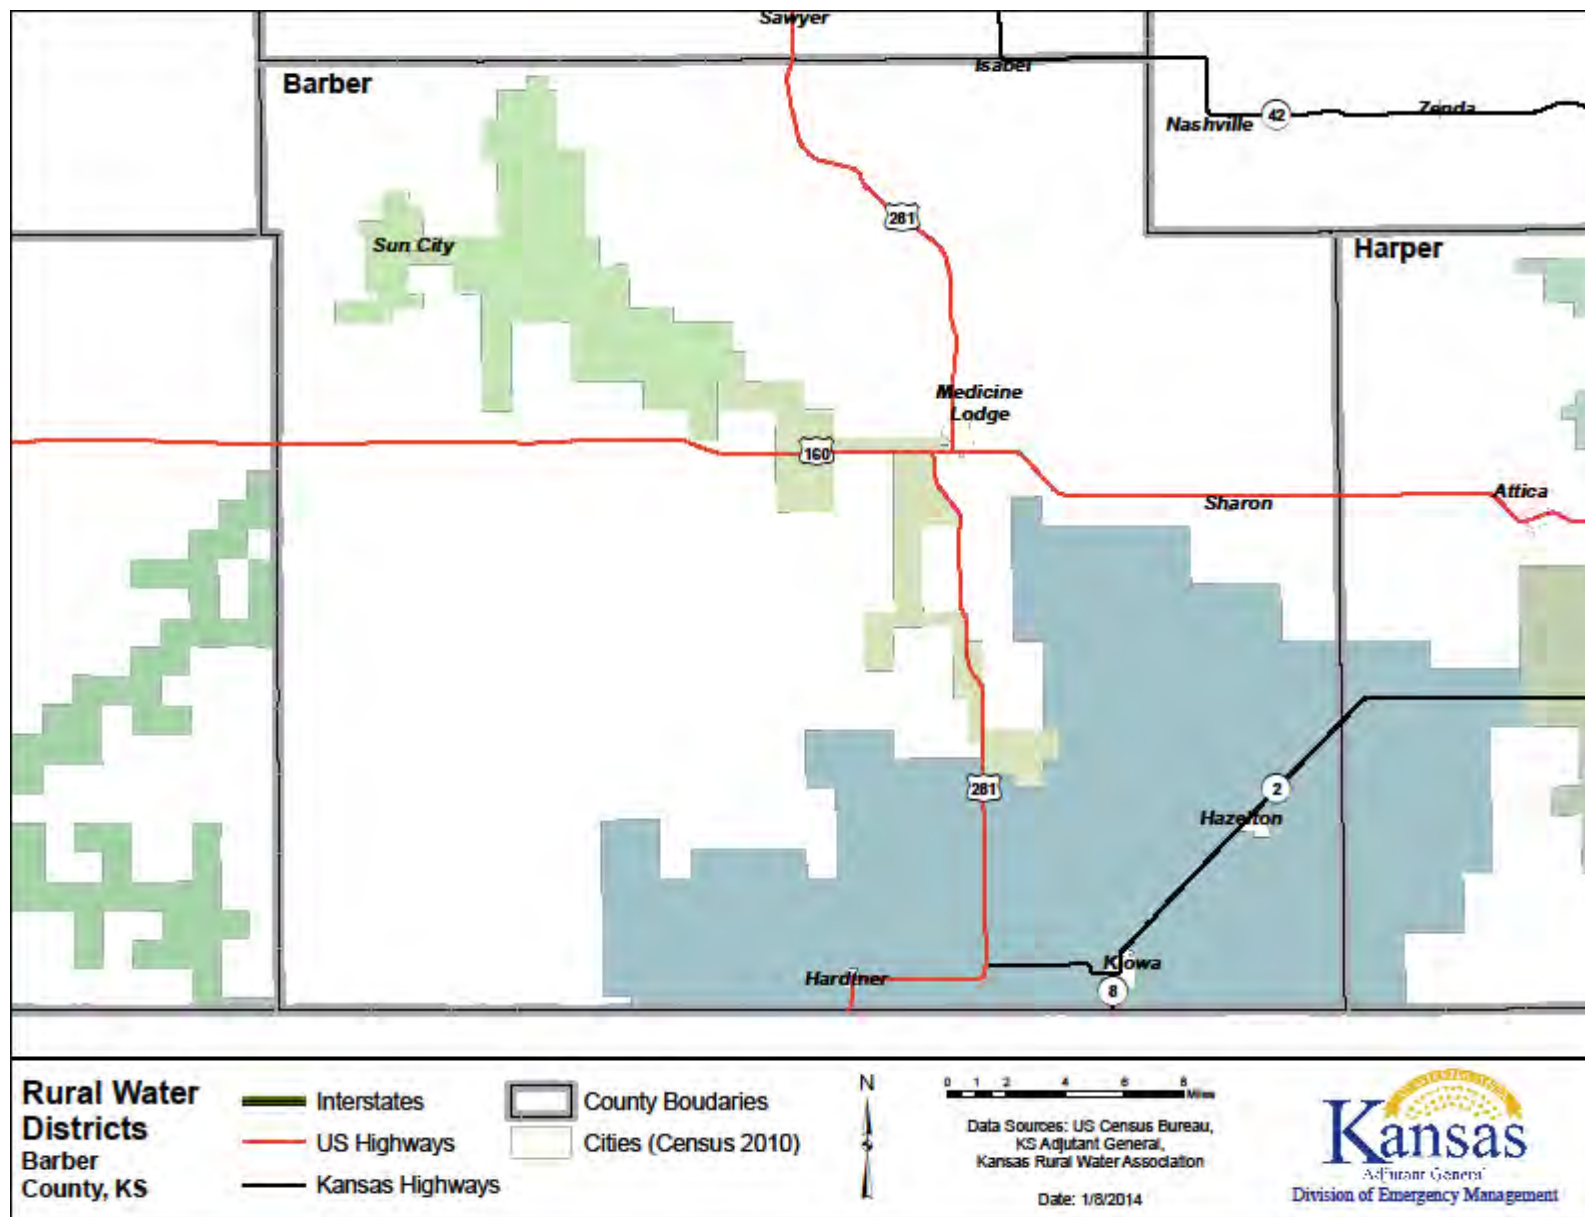 Sawyer
Isabel
Barber
Nashville
42
Zenda
281
Sun City
Harper
Medicine
Lodge
160
Sharon
Attica
281
2
Hazelton
Kiowa
Hardtner
8
Rural Water
Districts
Barber
County, KS
Interstates
US Highways
Kansas Highways
County Boudaries
Cities (Census 2010)
N
0 1 2 4 6 8
Miles
Data Sources: US Census Bureau,
KS Adjutant General,
Kansas Rural Water Association
Date: 1/8/2014
Kansas
Adjutant General
Division of Emergency Management